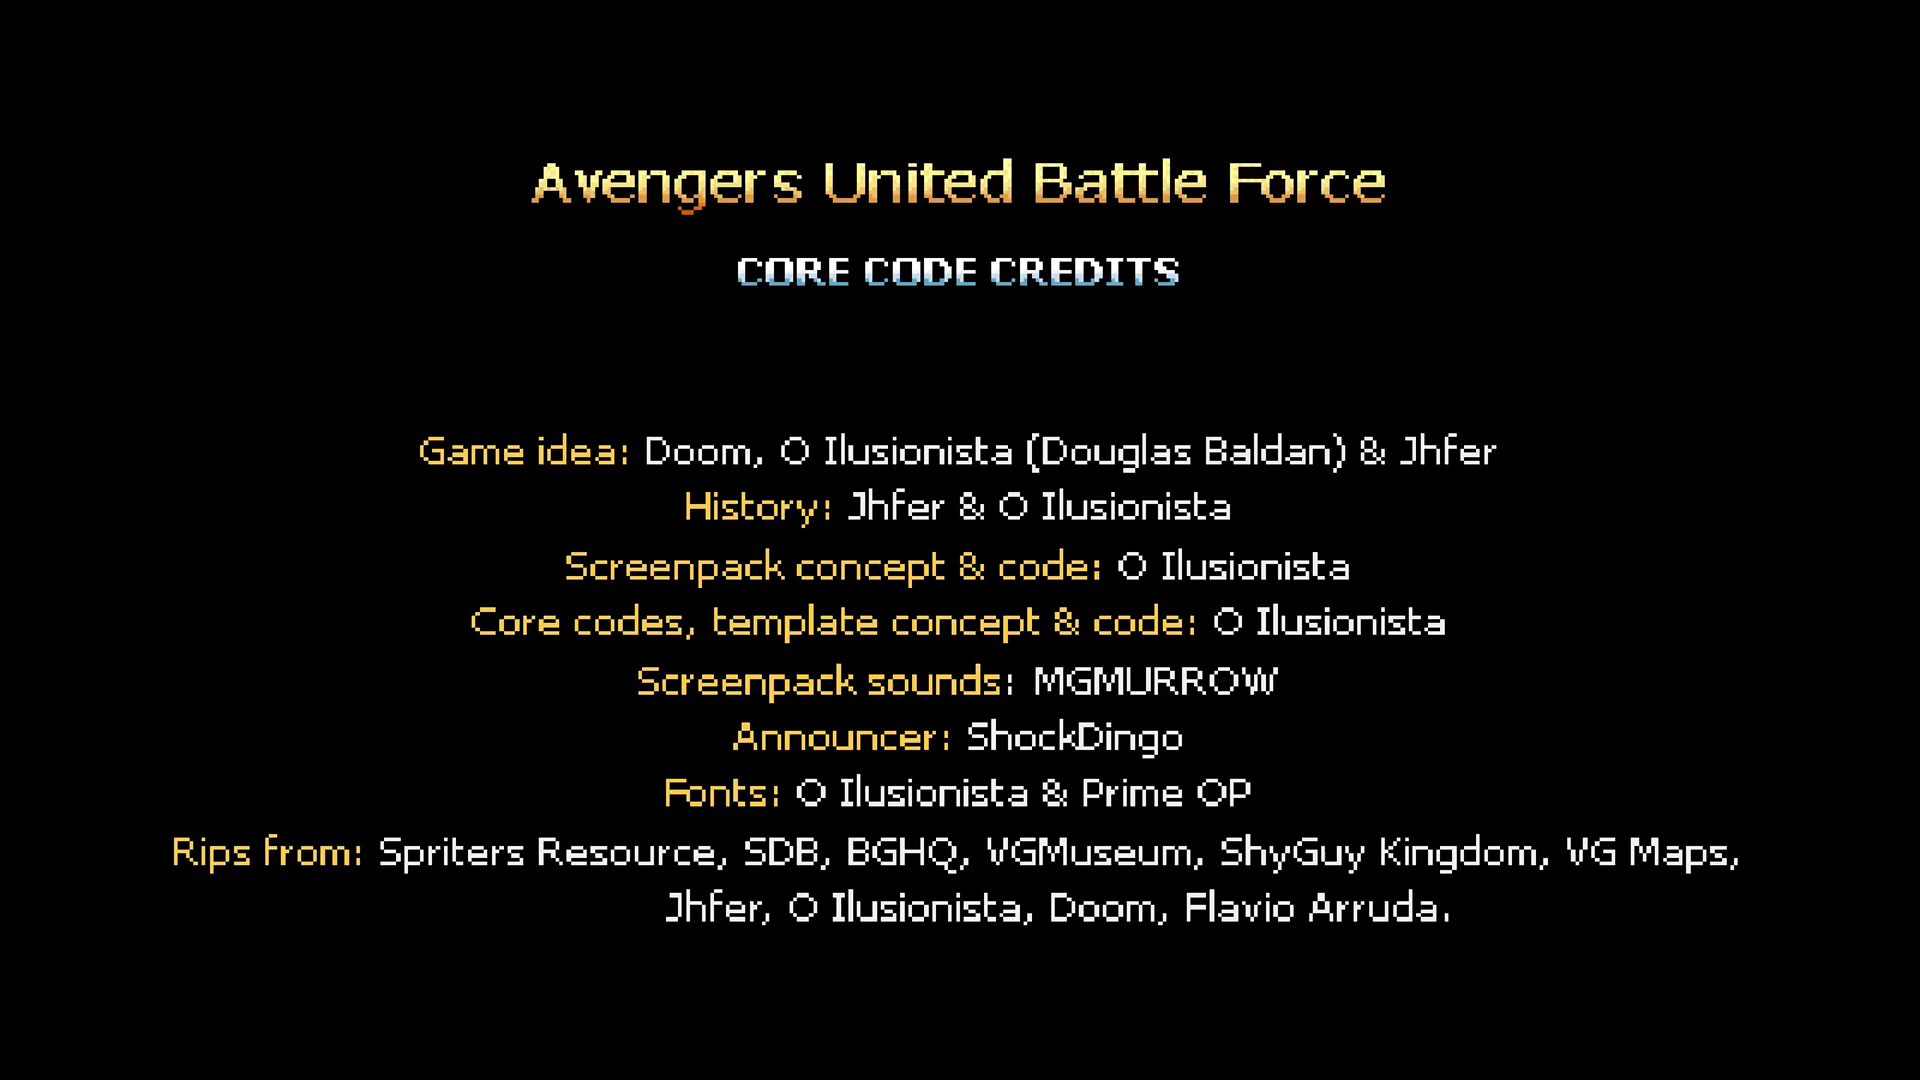 Avengers United Battle Force
CORE CODE CREDITS
Game idea: Doom, O Ilusionista (Douglas Baldan) & Jhfer
History: Jhfer & O Ilusionista
Screenpack concept & code: O Ilusionista
Core codes, template concept & code: O Ilusionista
Screenpack sounds: MGMURROW
Announcer: ShockDingo
Fonts: O Ilusionista & Prime OP
Rips from: Spriters Resource, SDB, BGHQ, VGMuseum, ShyGuy Kingdom, VG Maps,
Jhfer, O Ilusionista, Doom, Flavio Arruda.